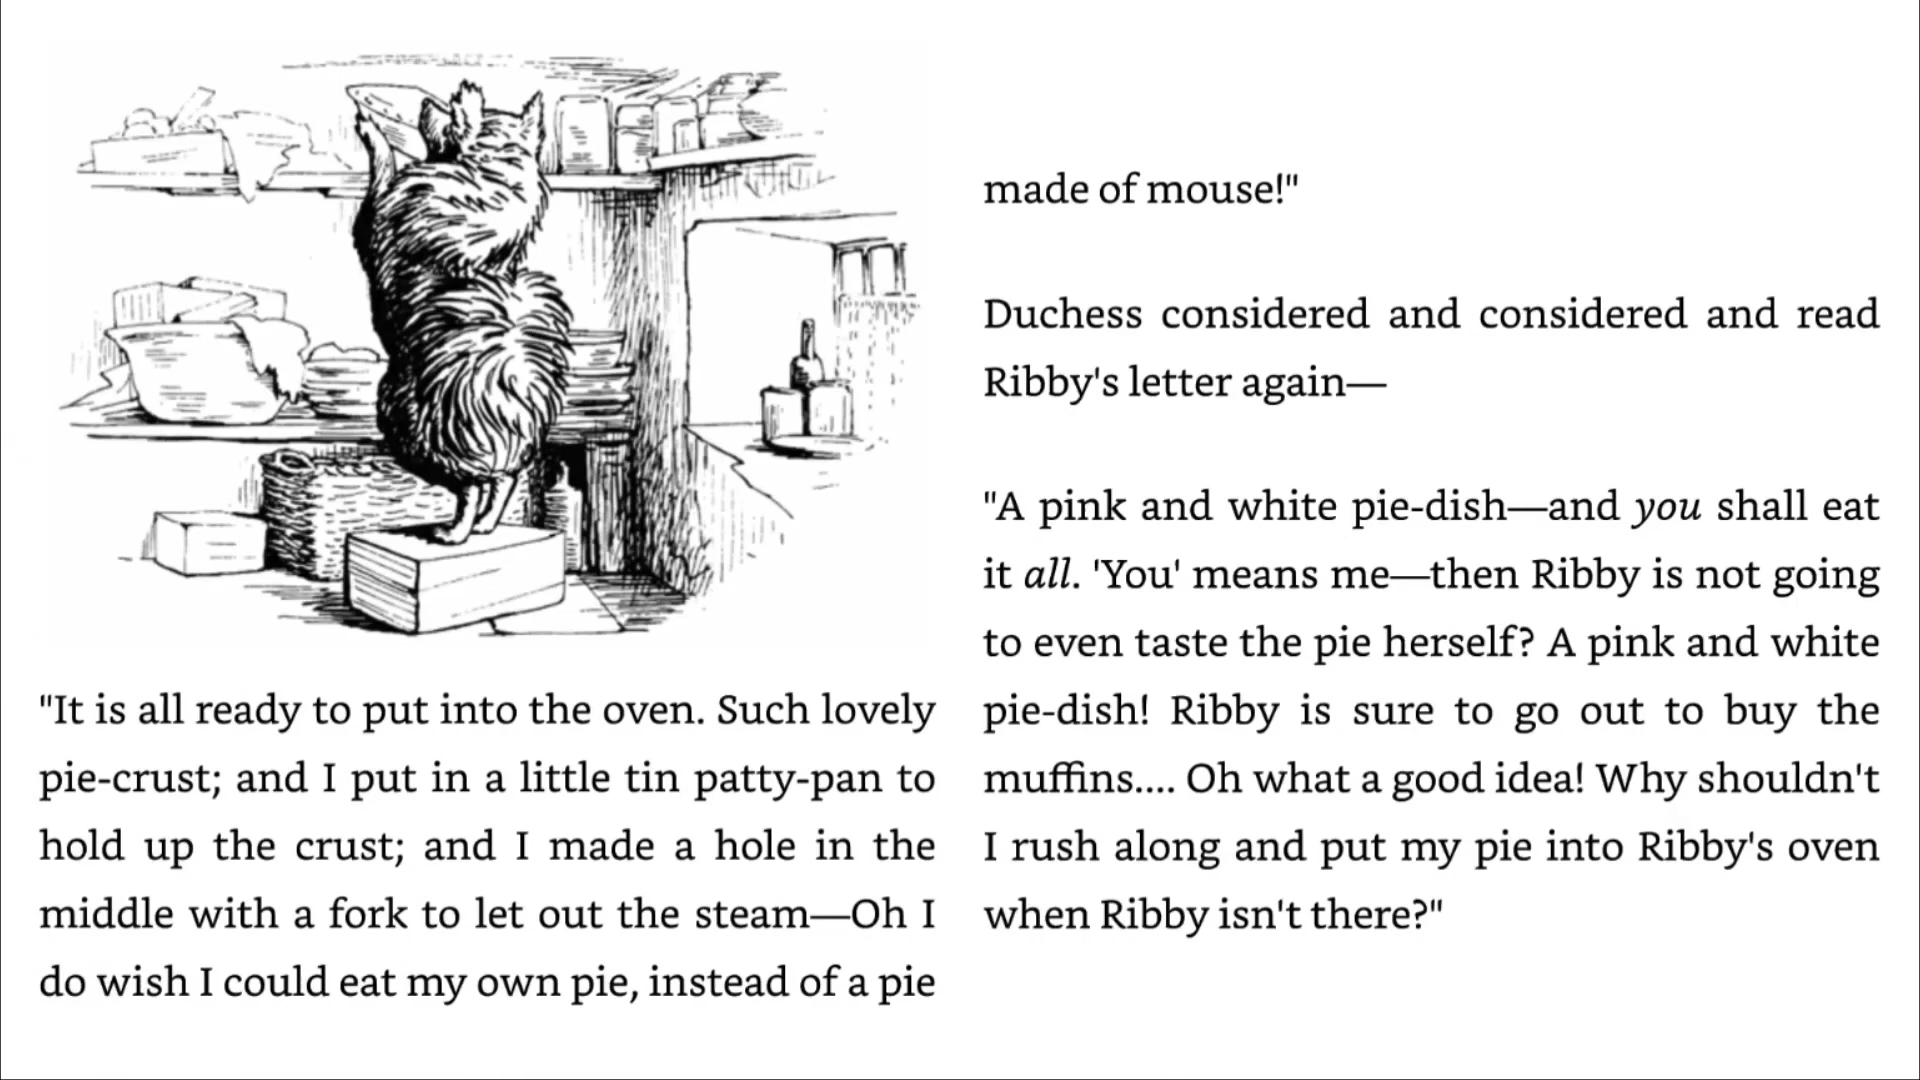 "It is all ready to put into the oven. Such lovely
pie-crust; and I put in a little tin patty-pan to
hold up the crust; and I made a hole in the
middle with a fork to let out the steam—Oh I
do wish I could eat my own pie, instead of a pie
made of mouse!"
Duchess considered and considered and read
Ribby's letter again—
"A pink and white pie-dish—and you shall eat
it all. 'You' means me—then Ribby is not going
to even taste the pie herself? A pink and white
pie-dish! Ribby is sure to go out to buy the
muffins.... Oh what a good idea! Why shouldn't
I rush along and put my pie into Ribby's oven
when Ribby isn't there?"